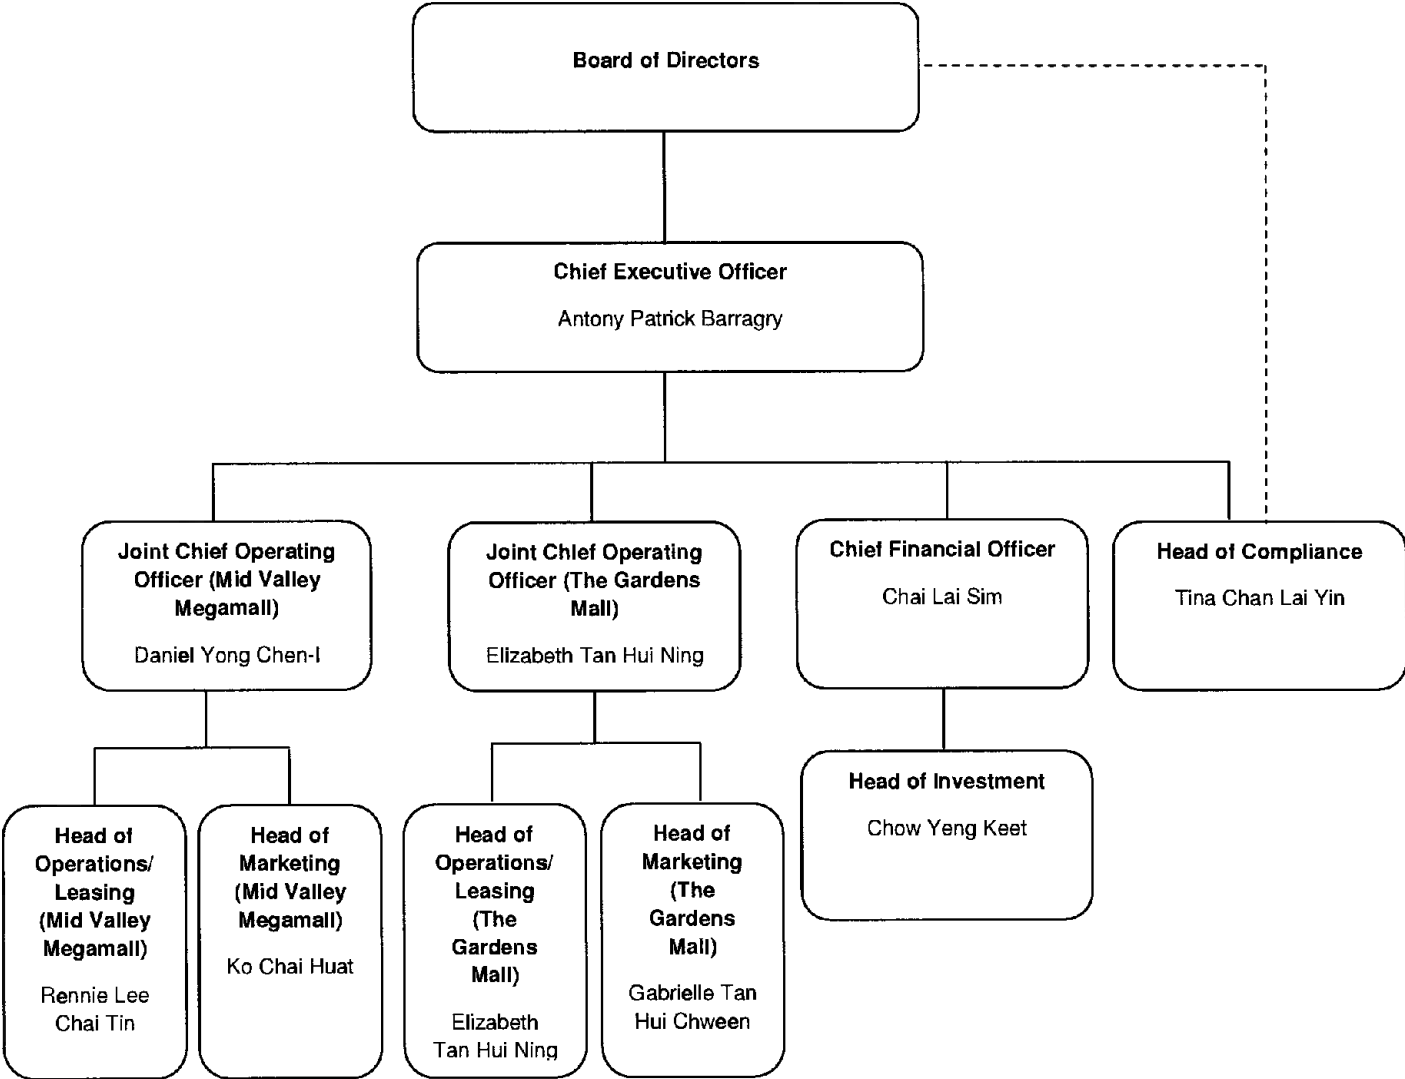 Board of Directors
Chief Executive Officer
Antony Patrick Barragry
Joint Chief Operating
Officer (Mid Valley
Megamall)
Daniel Yong Chen-I
Joint Chief Operating
Officer (The Gardens
Mall)
Elizabeth Tan Hui Ning
Chief Financial Officer
Chai Lai Sim
Head of Compliance
Tina Chan Lai Yin
Head of
Operations/
Leasing
(Mid Valley
Megamall)
Rennie Lee
Chai Tin
Head of
Marketing
(Mid Valley
Megamall)
Ko Chai Huat
Head of
Operations/
Leasing
(The
Gardens
Mall)
Elizabeth
Tan Hui Ning
Head of
Marketing
(The
Gardens
Mall)
Gabrielle Tan
Hui Chween
Head of Investment
Chow Yeng Keet